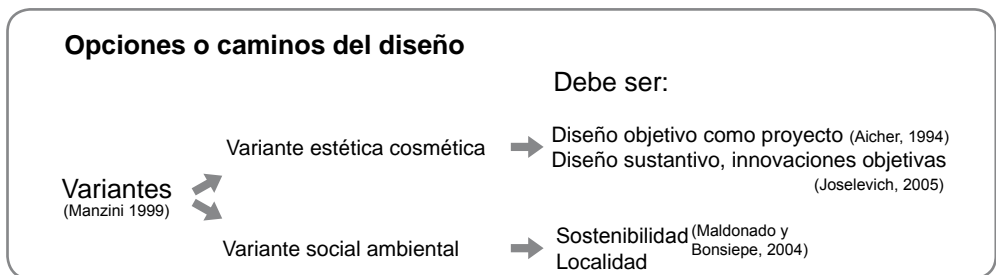 Opciones o caminos del diseño
Debe ser:
Variantes
(Manzini 1999)
Variante estética cosmética
Diseño objetivo como proyecto (Aicher, 1994)
Diseño sustantivo, innovaciones objetivas
(Joselevich, 2005)
Variante social ambiental
Sostenibilidad (Maldonado y
Bonsiepe, 2004)
Localidad